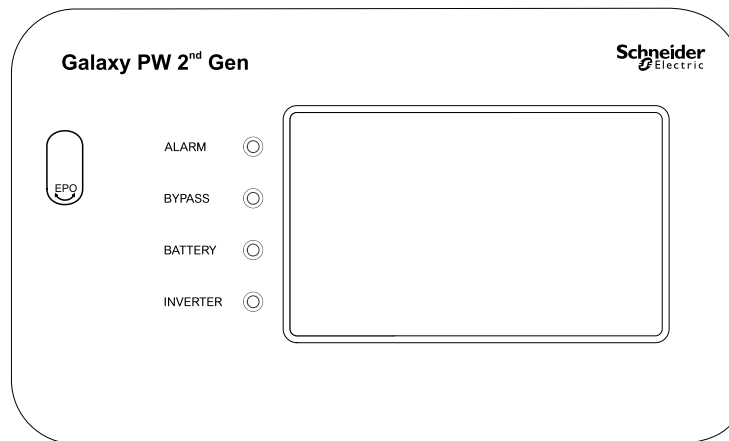 Galaxy PW 2nd Gen
Schneider
Electric
EPO
ALARM
BYPASS
BATTERY
INVERTER